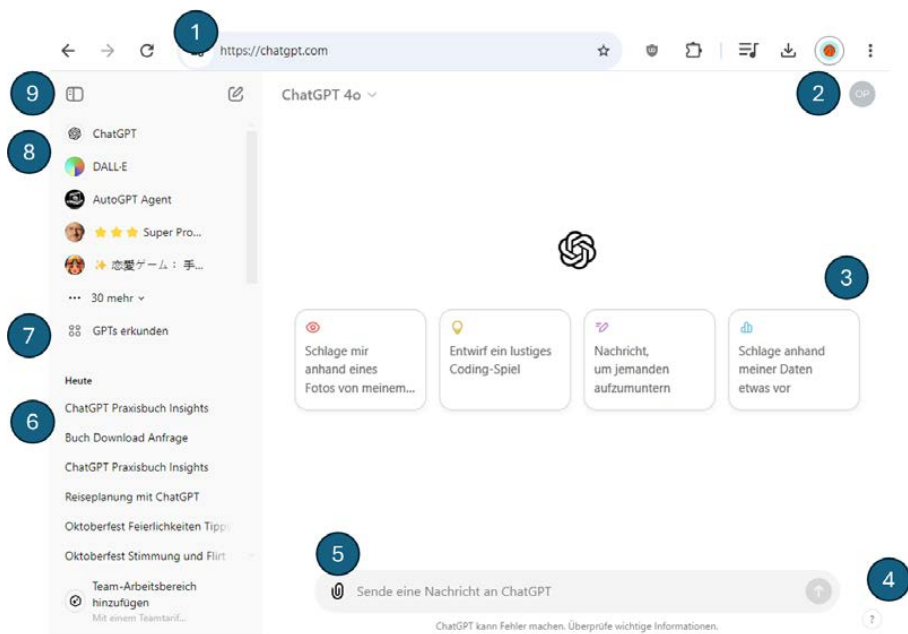 1
https://chatgpt.com
9
ChatGPT 4o
2
OP
8
ChatGPT
DALL·E
AutoGPT Agent
Super Pro...
恋愛ゲーム： 手...
30 mehr
7
GPTs erkunden
3
Schlage mir
anhand eines
Fotos von meinem...
Entwirf ein lustiges
Coding-Spiel
Nachricht,
um jemanden
aufzumuntern
Schlage anhand
meiner Daten
etwas vor
Heute
6
ChatGPT Praxisbuch Insights
Buch Download Anfrage
ChatGPT Praxisbuch Insights
Reiseplanung mit ChatGPT
Oktoberfest Feierlichkeiten Tipps
Oktoberfest Stimmung und Flirt
Team-Arbeitsbereich
hinzufügen
Mit einem Teamtarif...
5
Sende eine Nachricht an ChatGPT
4
?
ChatGPT kann Fehler machen. Überprüfe wichtige Informationen.